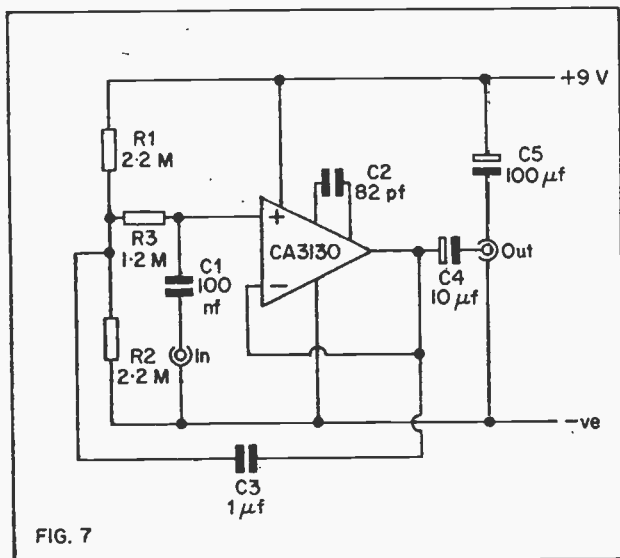 +9 V
R1
2·2 M
C2
82 pf
C5
100 µf
R3
1·2 M
+
CA3130
C1
100
nf
Out
C4
10 µf
−
R2
2·2 M
In
−ve
C3
1 µf
FIG. 7